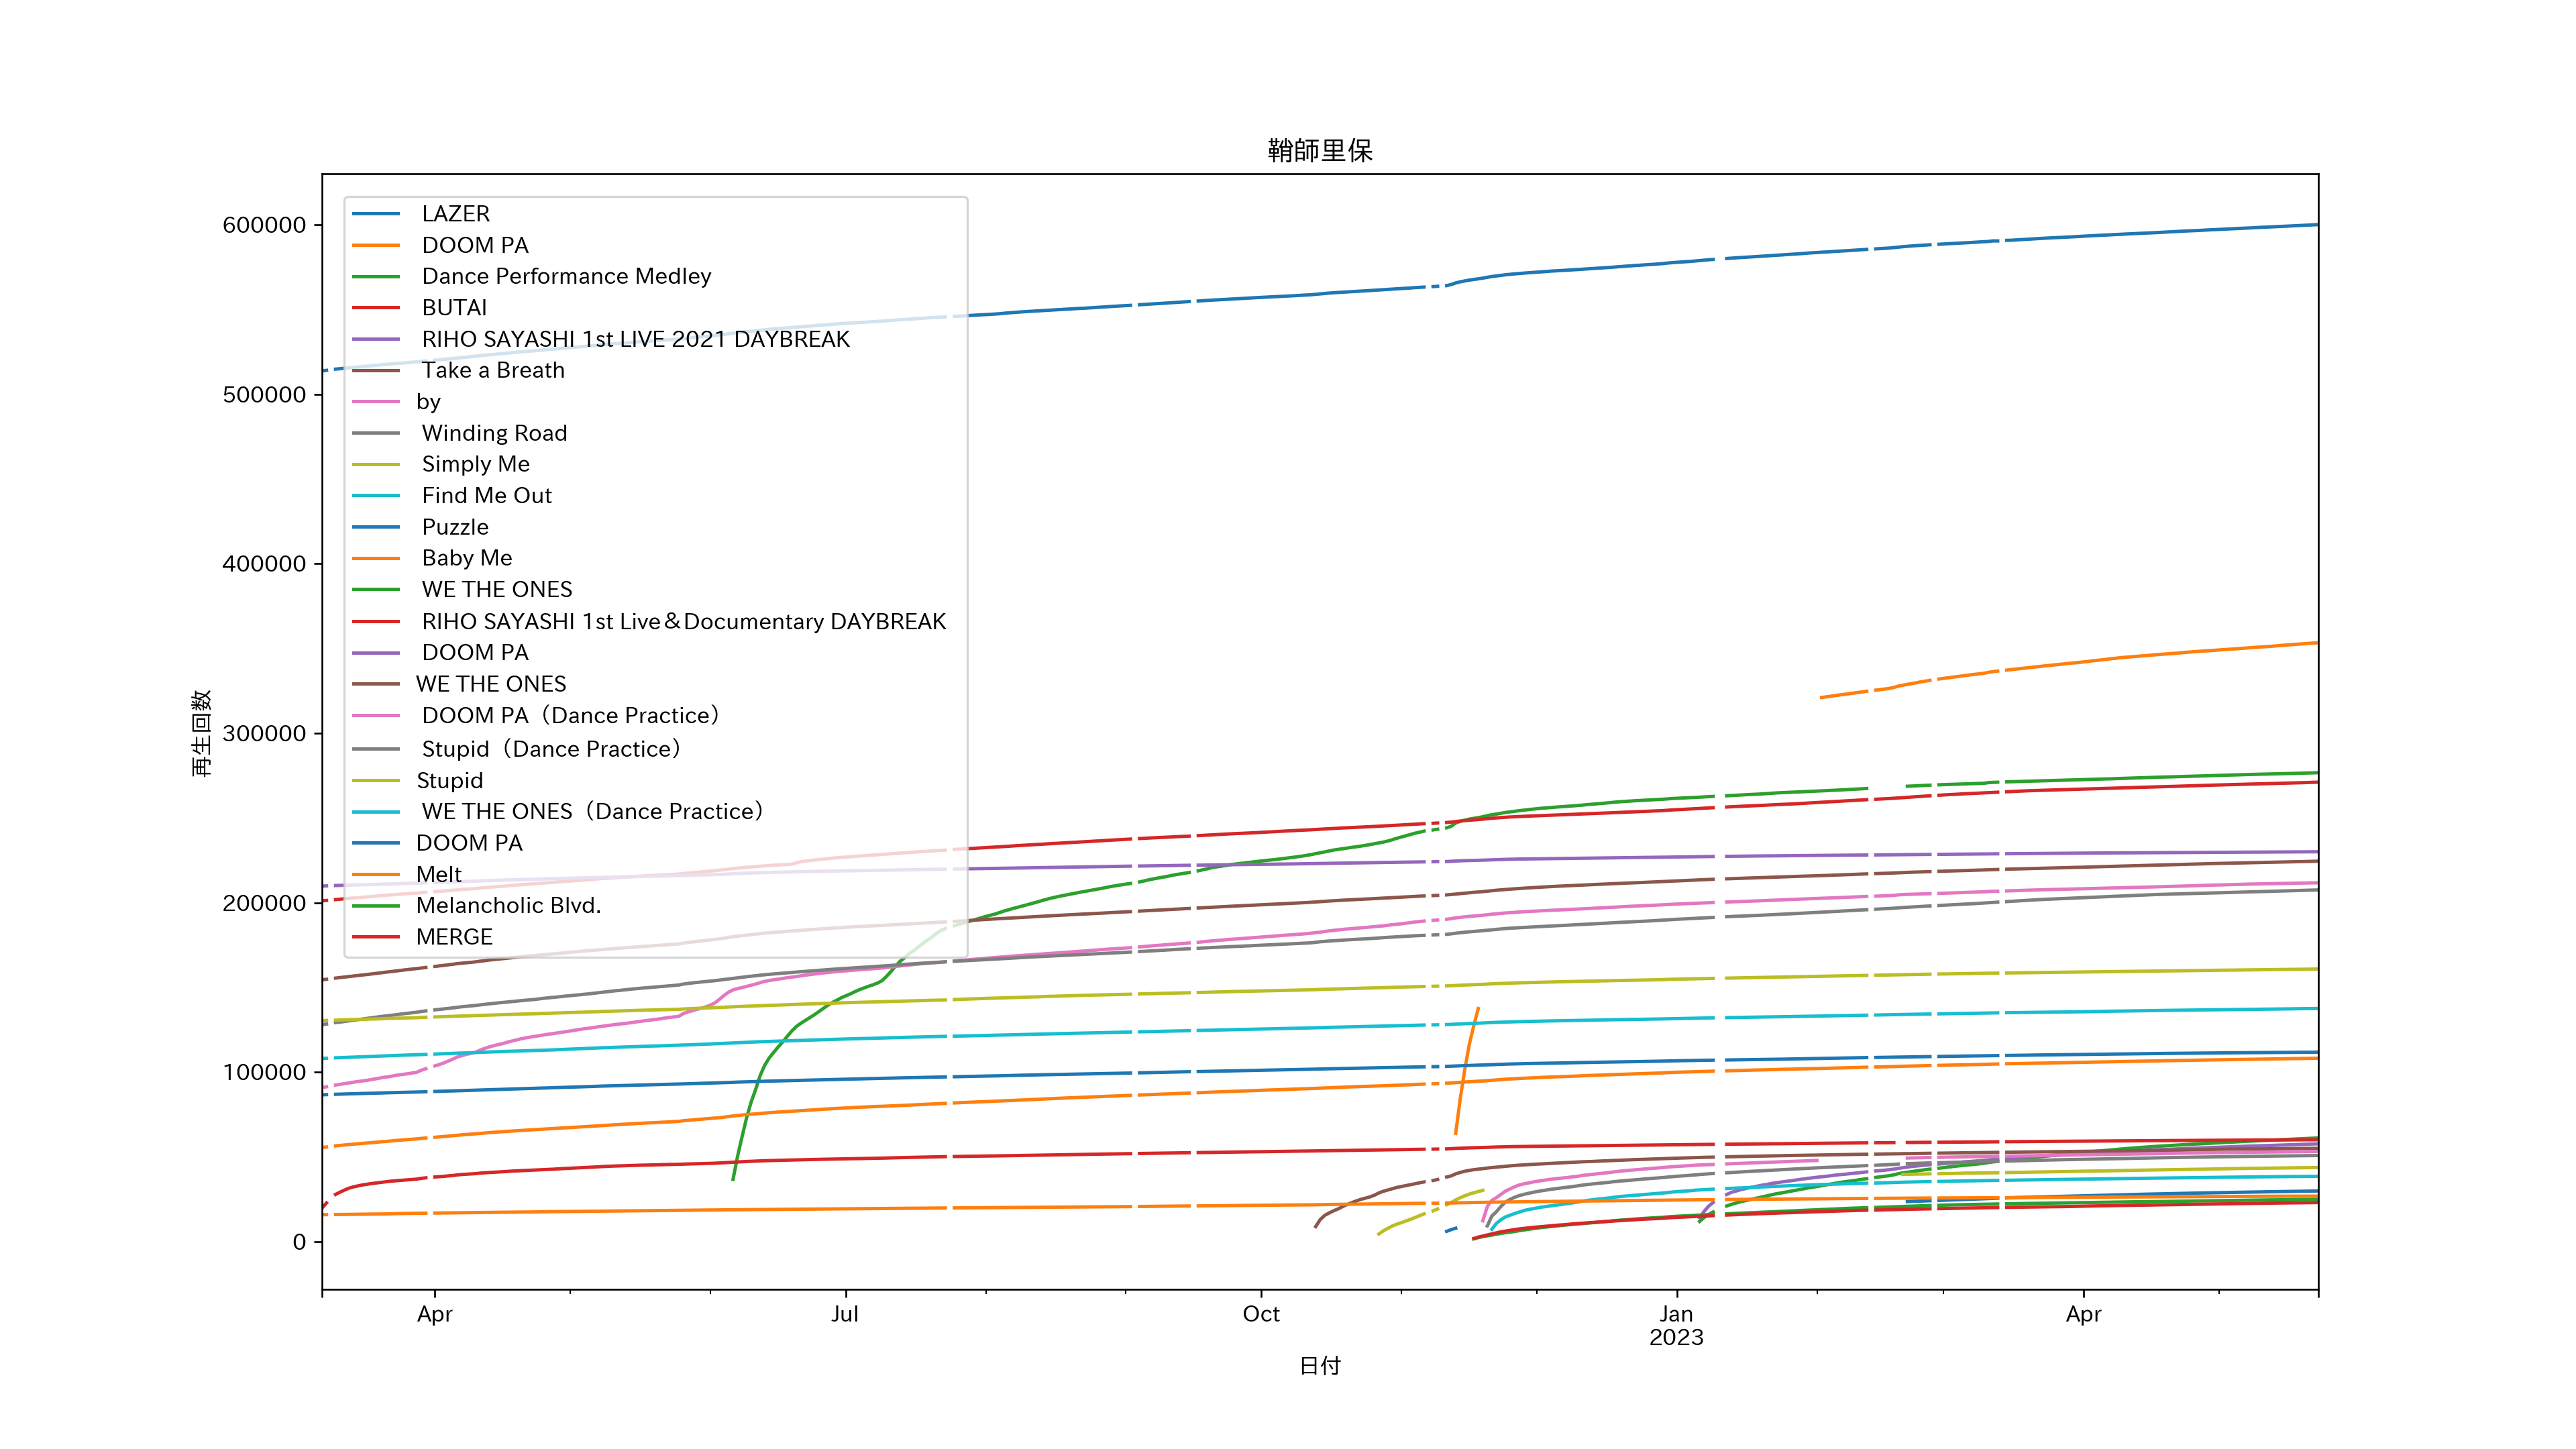 鞘師里保
LAZER
DOOM PA
Dance Performance Medley
BUTAI
RIHO SAYASHI 1st LIVE 2021 DAYBREAK
Take a Breath
by
Winding Road
Simply Me
Find Me Out
Puzzle
Baby Me
WE THE ONES
RIHO SAYASHI 1st Live＆Documentary DAYBREAK
DOOM PA
WE THE ONES
DOOM PA（Dance Practice）
Stupid（Dance Practice）
Stupid
WE THE ONES（Dance Practice）
DOOM PA
Melt
Melancholic Blvd.
MERGE
再生回数
600000
500000
400000
300000
200000
100000
0
Apr
Jul
Oct
Jan
2023
Apr
日付